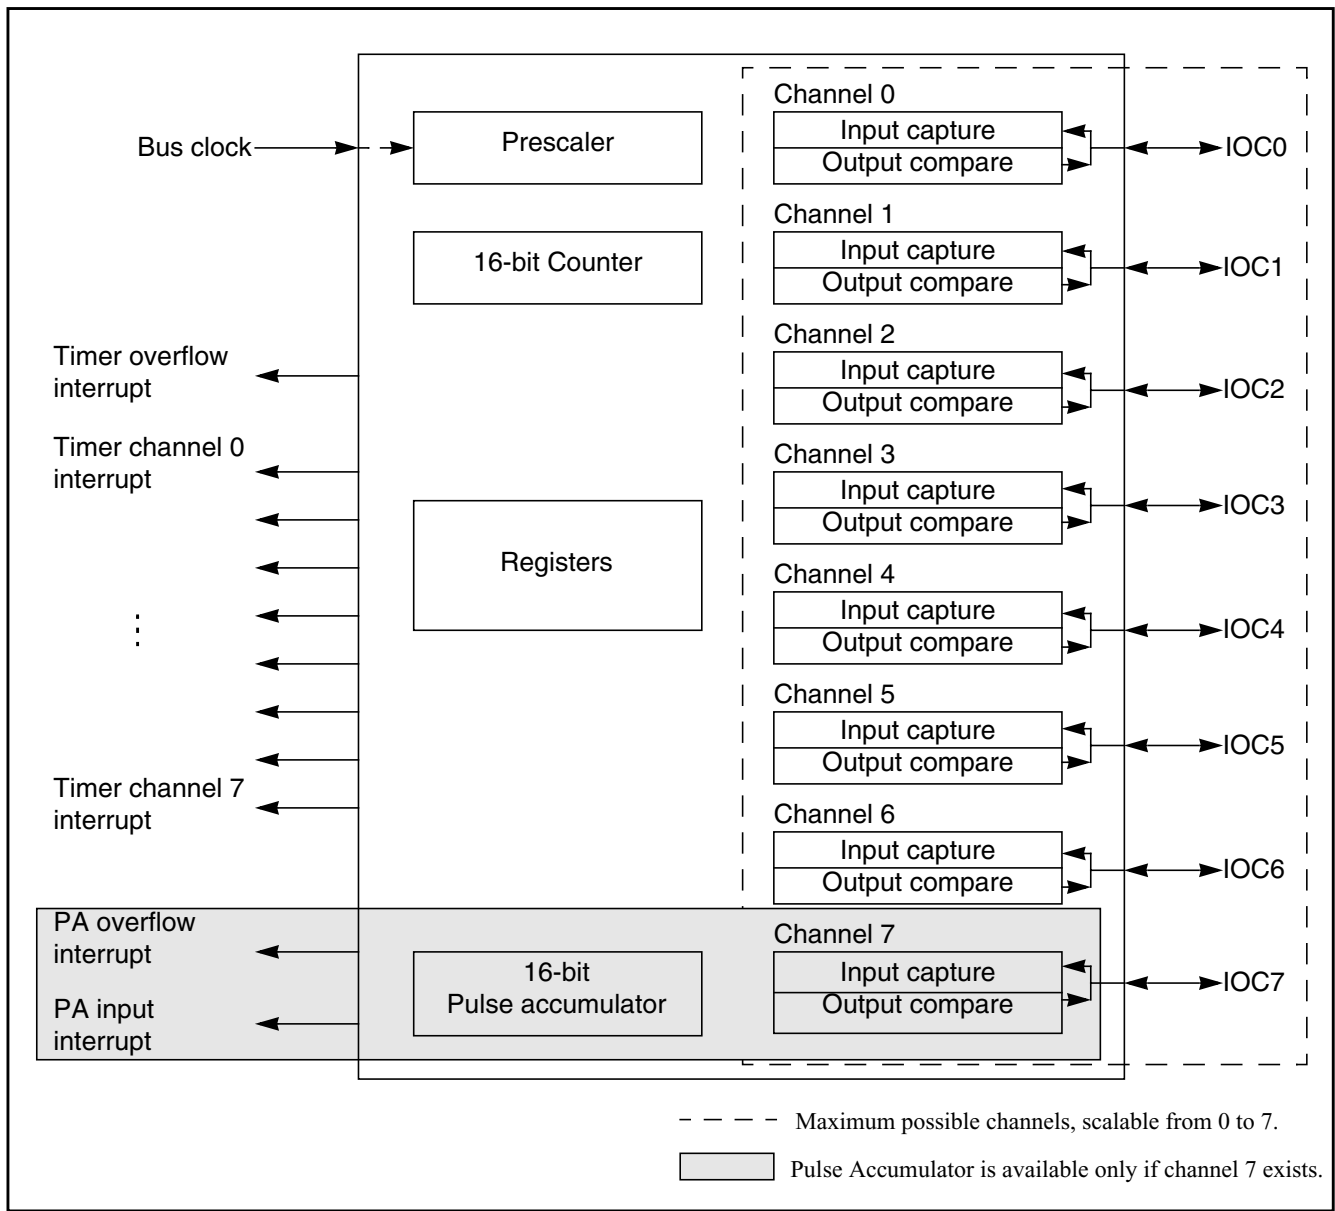 Bus clock
Prescaler
16-bit Counter
Timer overflow
interrupt
Timer channel 0
interrupt
Registers
Timer channel 7
interrupt
PA overflow
interrupt
PA input
interrupt
16-bit
Pulse accumulator
Channel 0
Input capture
Output compare
IOC0
Channel 1
Input capture
Output compare
IOC1
Channel 2
Input capture
Output compare
IOC2
Channel 3
Input capture
Output compare
IOC3
Channel 4
Input capture
Output compare
IOC4
Channel 5
Input capture
Output compare
IOC5
Channel 6
Input capture
Output compare
IOC6
Channel 7
Input capture
Output compare
IOC7
Maximum possible channels, scalable from 0 to 7.
Pulse Accumulator is available only if channel 7 exists.